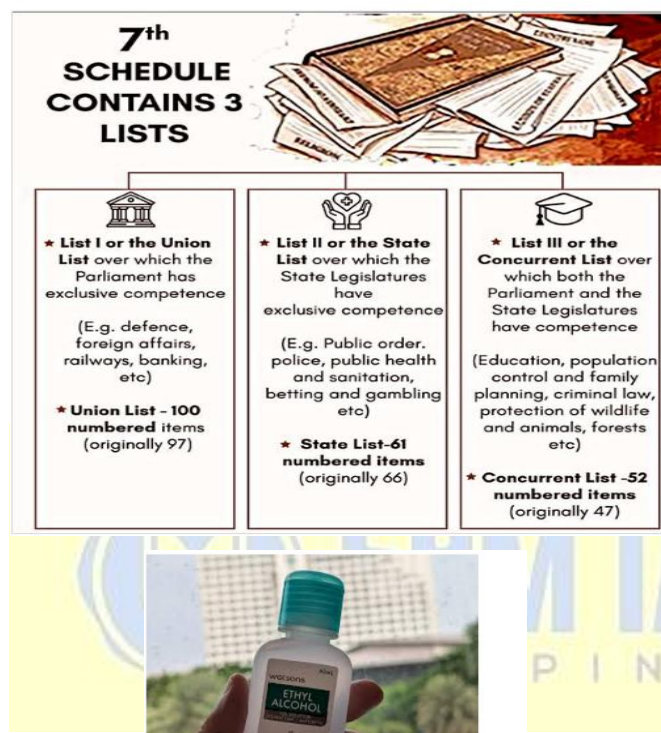 7th
SCHEDULE
CONTAINS 3
LISTS
★ List I or the Union
List over which the
Parliament has
exclusive competence
(E.g. defence,
foreign affairs,
railways, banking,
etc)
★ Union List - 100
numbered items
(originally 97)
★ List II or the State
List over which the
State Legislatures
have
exclusive competence
(E.g. Public order.
police, public health
and sanitation,
betting and gambling
etc)
★ State List-61
numbered items
(originally 66)
★ List III or the
Concurrent List over
which both the
Parliament and the
State Legislatures
have competence
(Education, population
control and family
planning, criminal law,
protection of wildlife
and animals, forests
etc)
★ Concurrent List -52
numbered items
(originally 47)
P I N
watsons
ETHYL
ALCOHOL